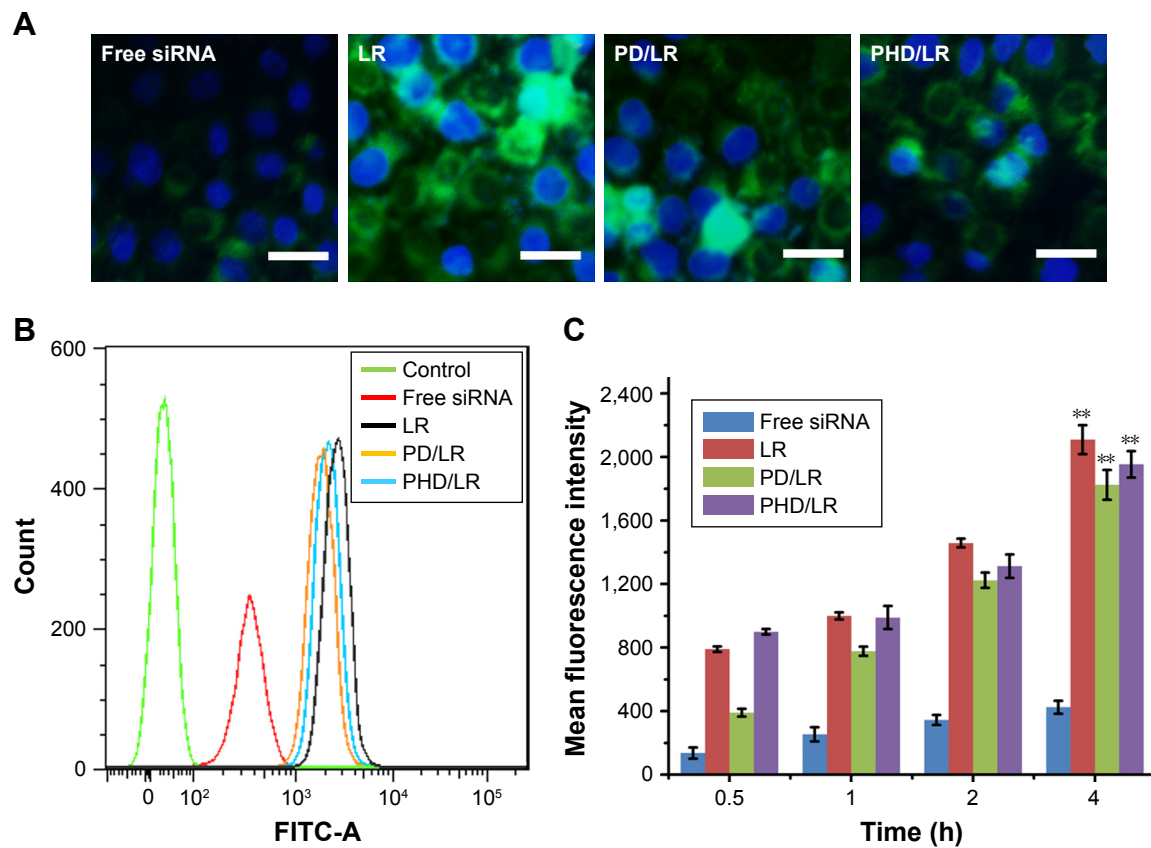 A
Free siRNA
LR
PD/LR
PHD/LR
B
600
400
200
0
Count
0
10²
10³
10⁴
10⁵
FITC-A
Control
Free siRNA
LR
PD/LR
PHD/LR
C
2,400
2,000
1,600
1,200
800
400
0
Mean fluorescence intensity
Free siRNA
LR
PD/LR
PHD/LR
**
**
**
0.5
1
2
4
Time (h)